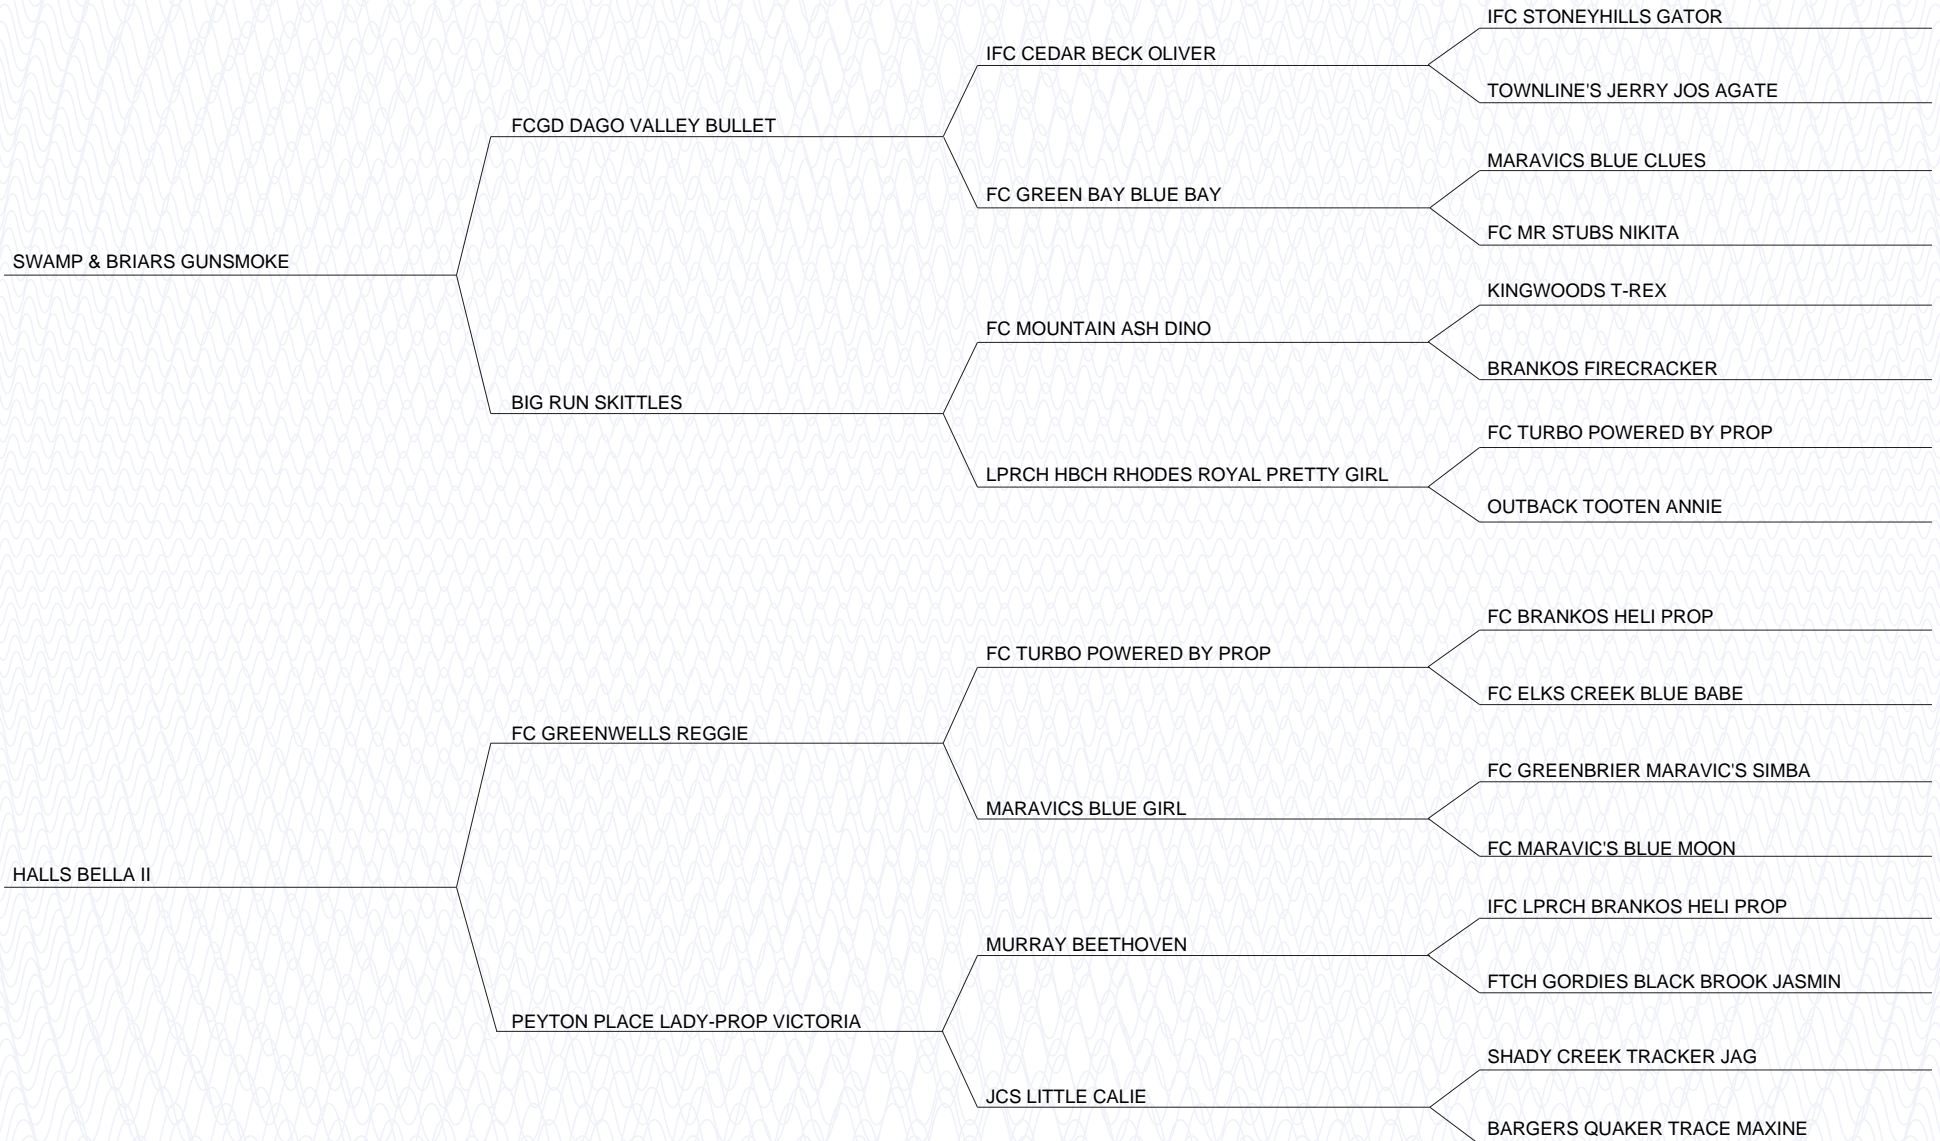 IFC STONEYHILLS GATOR
IFC CEDAR BECK OLIVER
TOWNLINE'S JERRY JOS AGATE
FCGD DAGO VALLEY BULLET
MARAVICS BLUE CLUES
FC GREEN BAY BLUE BAY
FC MR STUBS NIKITA
SWAMP & BRIARS GUNSMOKE
KINGWOODS T-REX
FC MOUNTAIN ASH DINO
BRANKOS FIRECRACKER
BIG RUN SKITTLES
FC TURBO POWERED BY PROP
LPRCH HBCH RHODES ROYAL PRETTY GIRL
OUTBACK TOOTEN ANNIE
FC BRANKOS HELI PROP
FC TURBO POWERED BY PROP
FC ELKS CREEK BLUE BABE
FC GREENWELLS REGGIE
FC GREENBRIER MARAVIC'S SIMBA
MARAVICS BLUE GIRL
FC MARAVIC'S BLUE MOON
HALLS BELLA II
IFC LPRCH BRANKOS HELI PROP
MURRAY BEETHOVEN
FTCH GORDIES BLACK BROOK JASMIN
PEYTON PLACE LADY-PROP VICTORIA
SHADY CREEK TRACKER JAG
JCS LITTLE CALIE
BARGERS QUAKER TRACE MAXINE